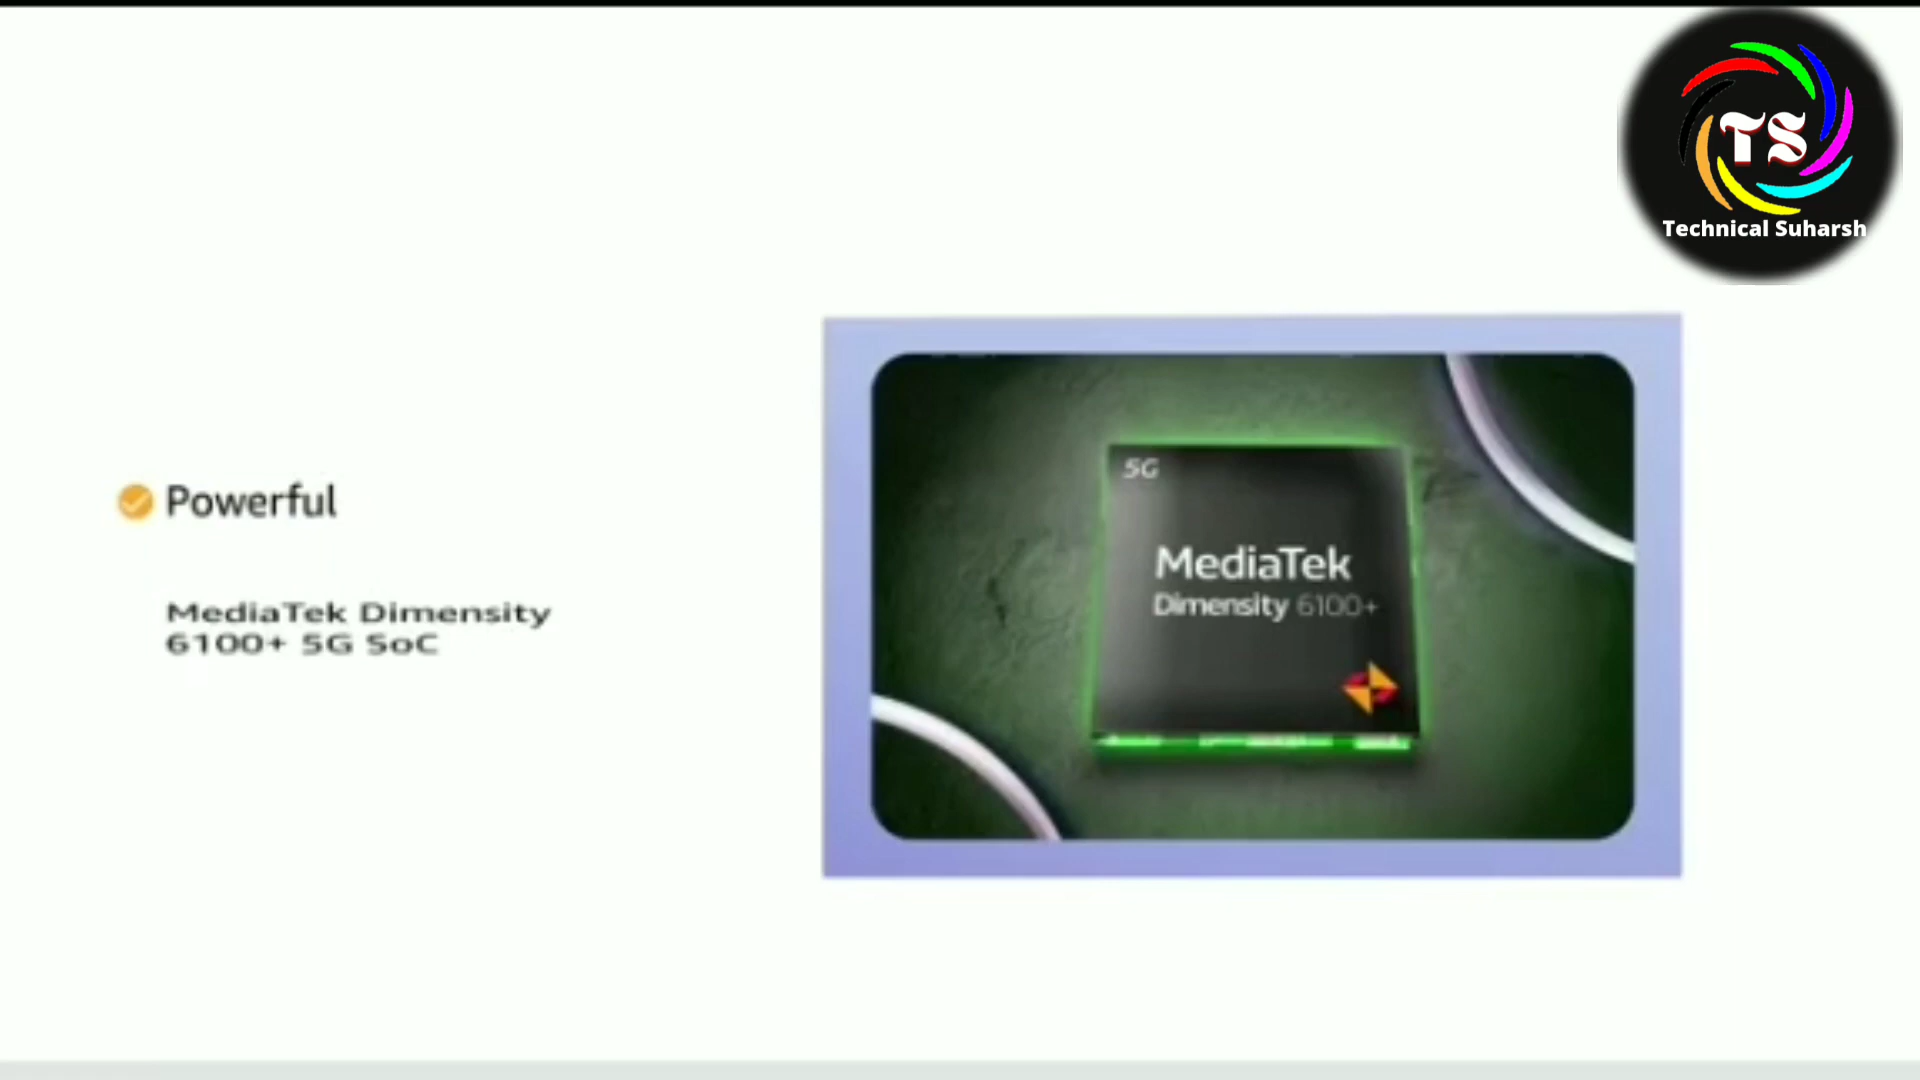 TS
Technical Suharsh
Powerful
MediaTek Dimensity
6100+ 5G SoC
5G
MediaTek
Dimensity 6100+